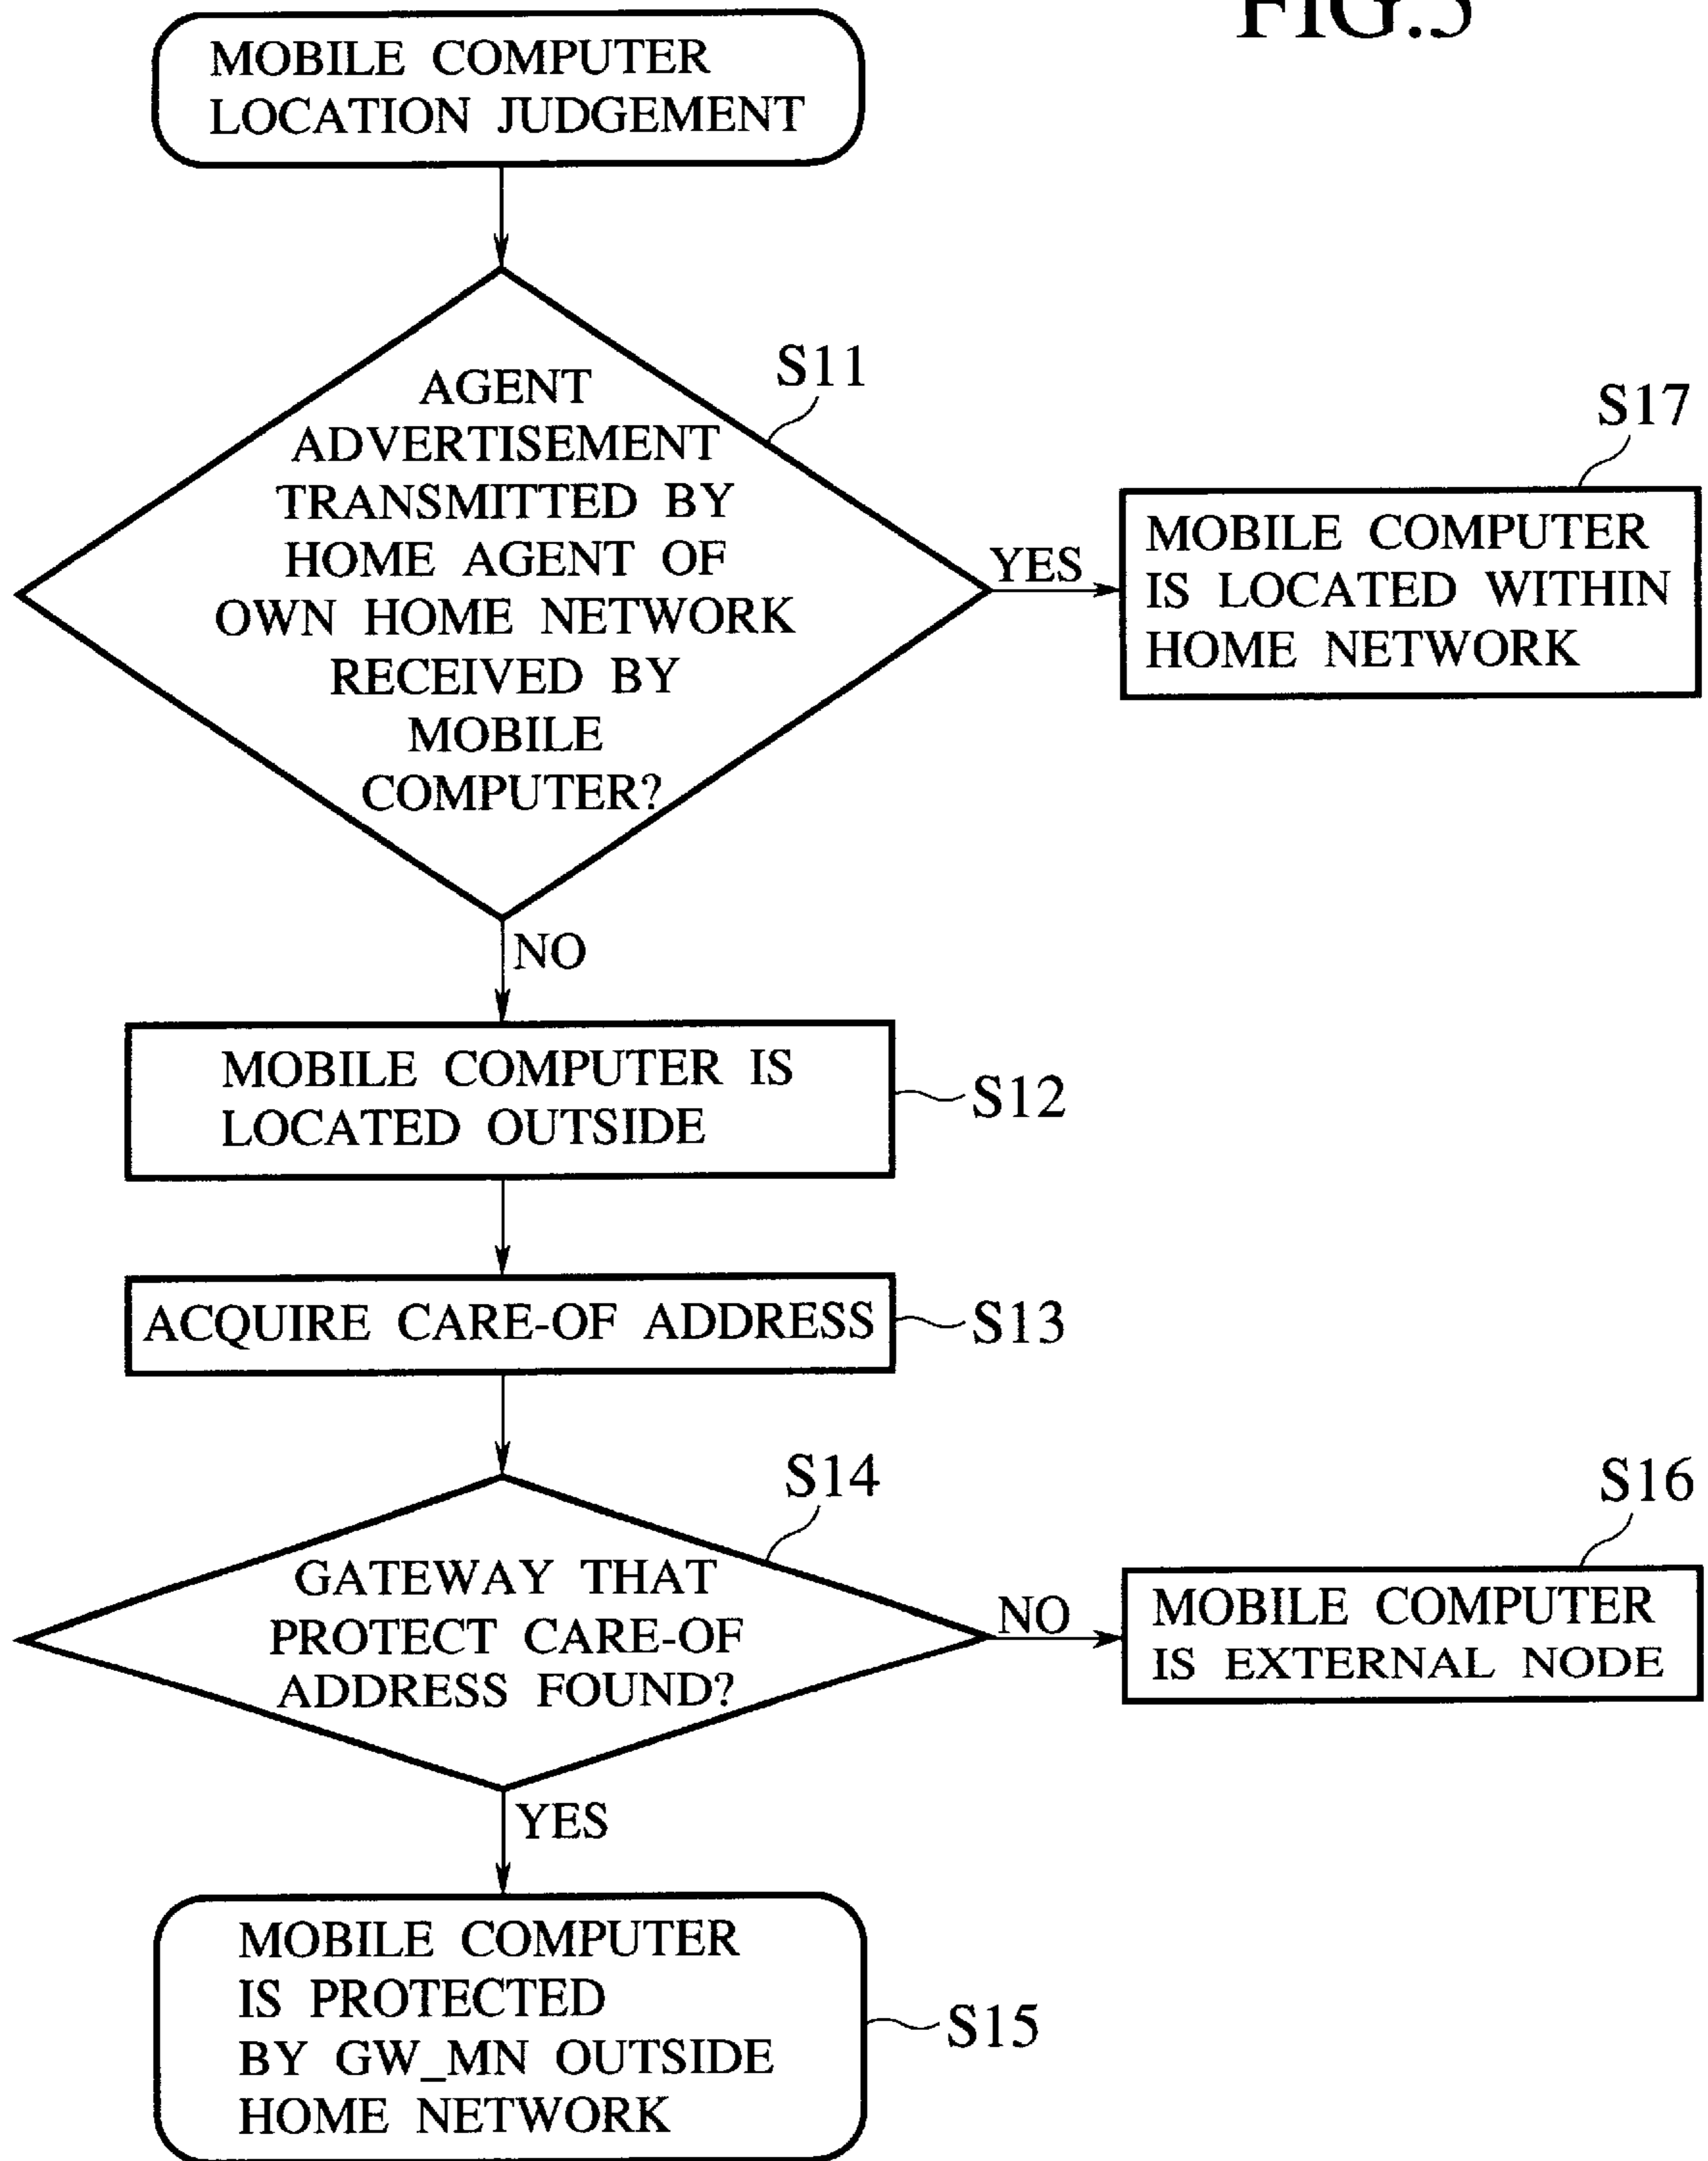 FIG.5
MOBILE COMPUTER
LOCATION JUDGEMENT
S11
AGENT
ADVERTISEMENT
TRANSMITTED BY
HOME AGENT OF
OWN HOME NETWORK
RECEIVED BY
MOBILE
COMPUTER?
YES
S17
MOBILE COMPUTER
IS LOCATED WITHIN
HOME NETWORK
NO
MOBILE COMPUTER IS
LOCATED OUTSIDE
S12
ACQUIRE CARE-OF ADDRESS
S13
S14
GATEWAY THAT
PROTECT CARE-OF
ADDRESS FOUND?
NO
S16
MOBILE COMPUTER
IS EXTERNAL NODE
YES
MOBILE COMPUTER
IS PROTECTED
BY GW_MN OUTSIDE
HOME NETWORK
S15